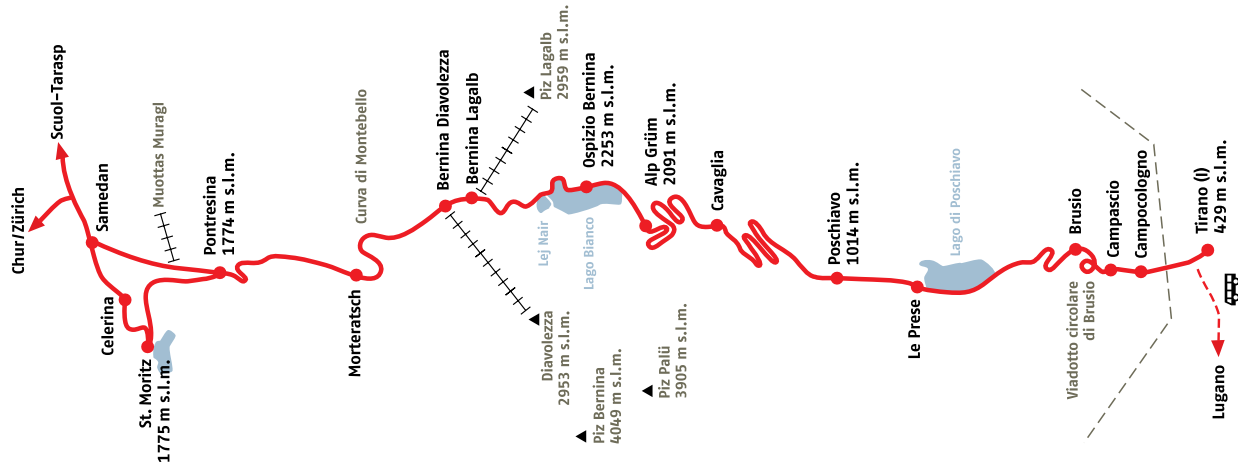 Chur/Zürich
Scuol-Tarasp
Samedan
Celerina
St. Moritz
1775 m s.l.m.
Muottas Muragl
Pontresina
1774 m s.l.m.
Curva di Montebello
Morteratsch
Bernina Diavolezza
Bernina Lagalb
Piz Lagalb
2959 m s.l.m.
Diavolezza
2953 m s.l.m.
Piz Bernina
4049 m s.l.m.
Lej Nair
Lago Bianco
Ospizio Bernina
2253 m s.l.m.
Alp Grüm
2091 m s.l.m.
Piz Palü
3905 m s.l.m.
Cavaglia
Poschiavo
1014 m s.l.m.
Le Prese
Lago di Poschiavo
Brusio
Viadotto circolare
di Brusio
Campascio
Campocologno
Tirano (I)
429 m s.l.m.
Lugano